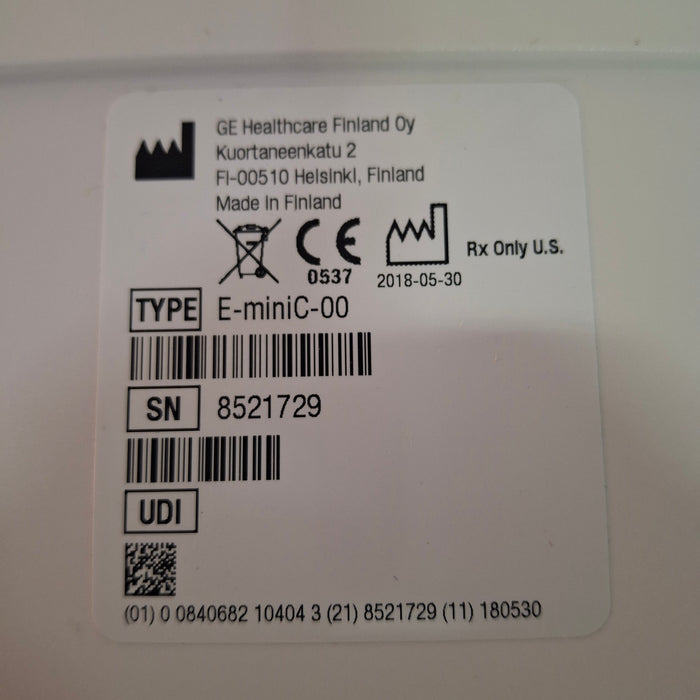 GE Healthcare Finland Oy
Kuortaneenkatu 2
FI-00510 Helsinki, Finland
Made in Finland
CE
0537
2018-05-30
Rx Only U.S.
TYPE E-miniC-00
SN 8521729
UDI
(01) 0 0840682 10404 3 (21) 8521729 (11) 180530